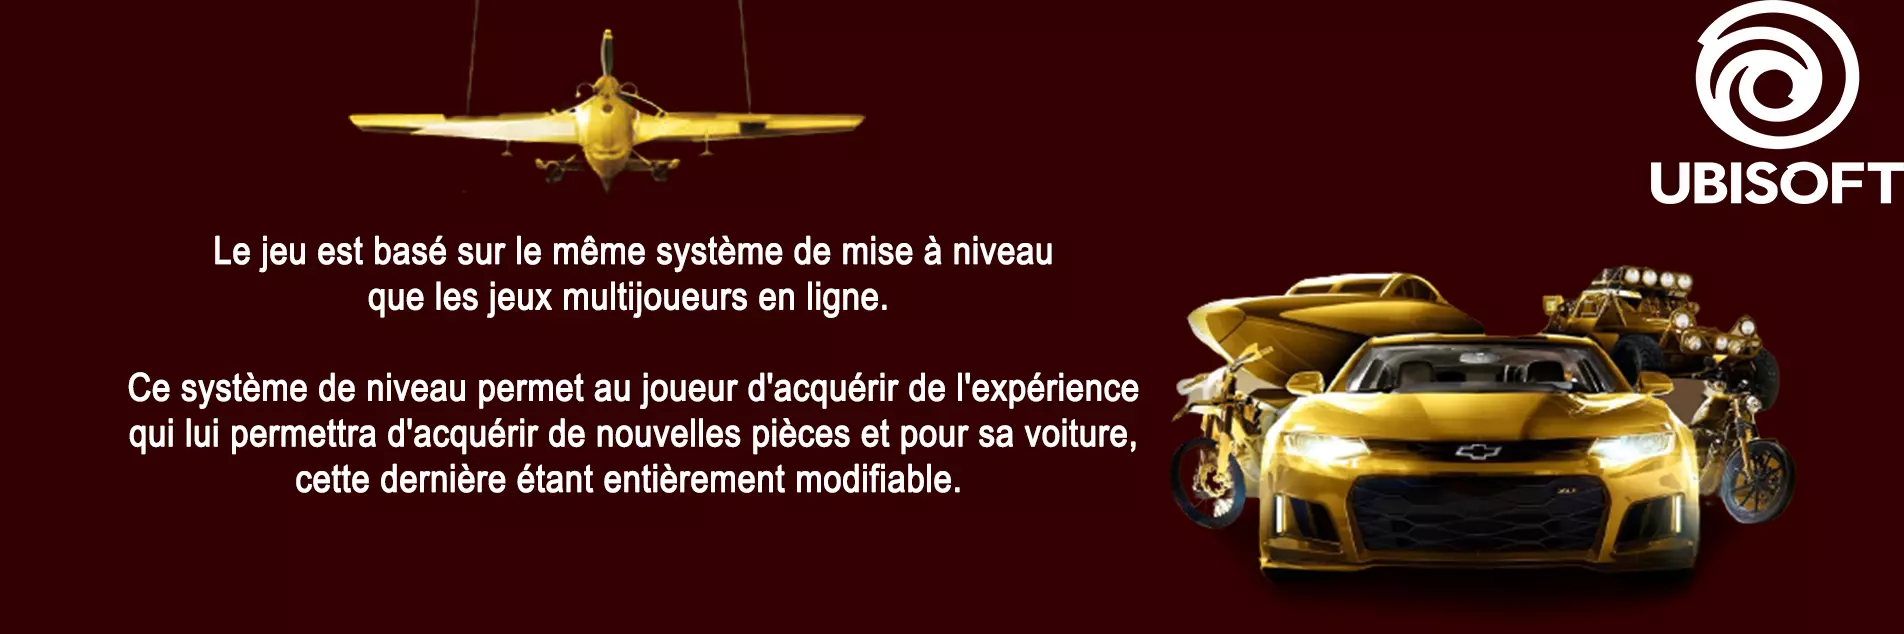 UBISOFT
Le jeu est basé sur le même système de mise à niveau
que les jeux multijoueurs en ligne.
Ce système de niveau permet au joueur d'acquérir de l'expérience
qui lui permettra d'acquérir de nouvelles pièces et pour sa voiture,
cette dernière étant entièrement modifiable.